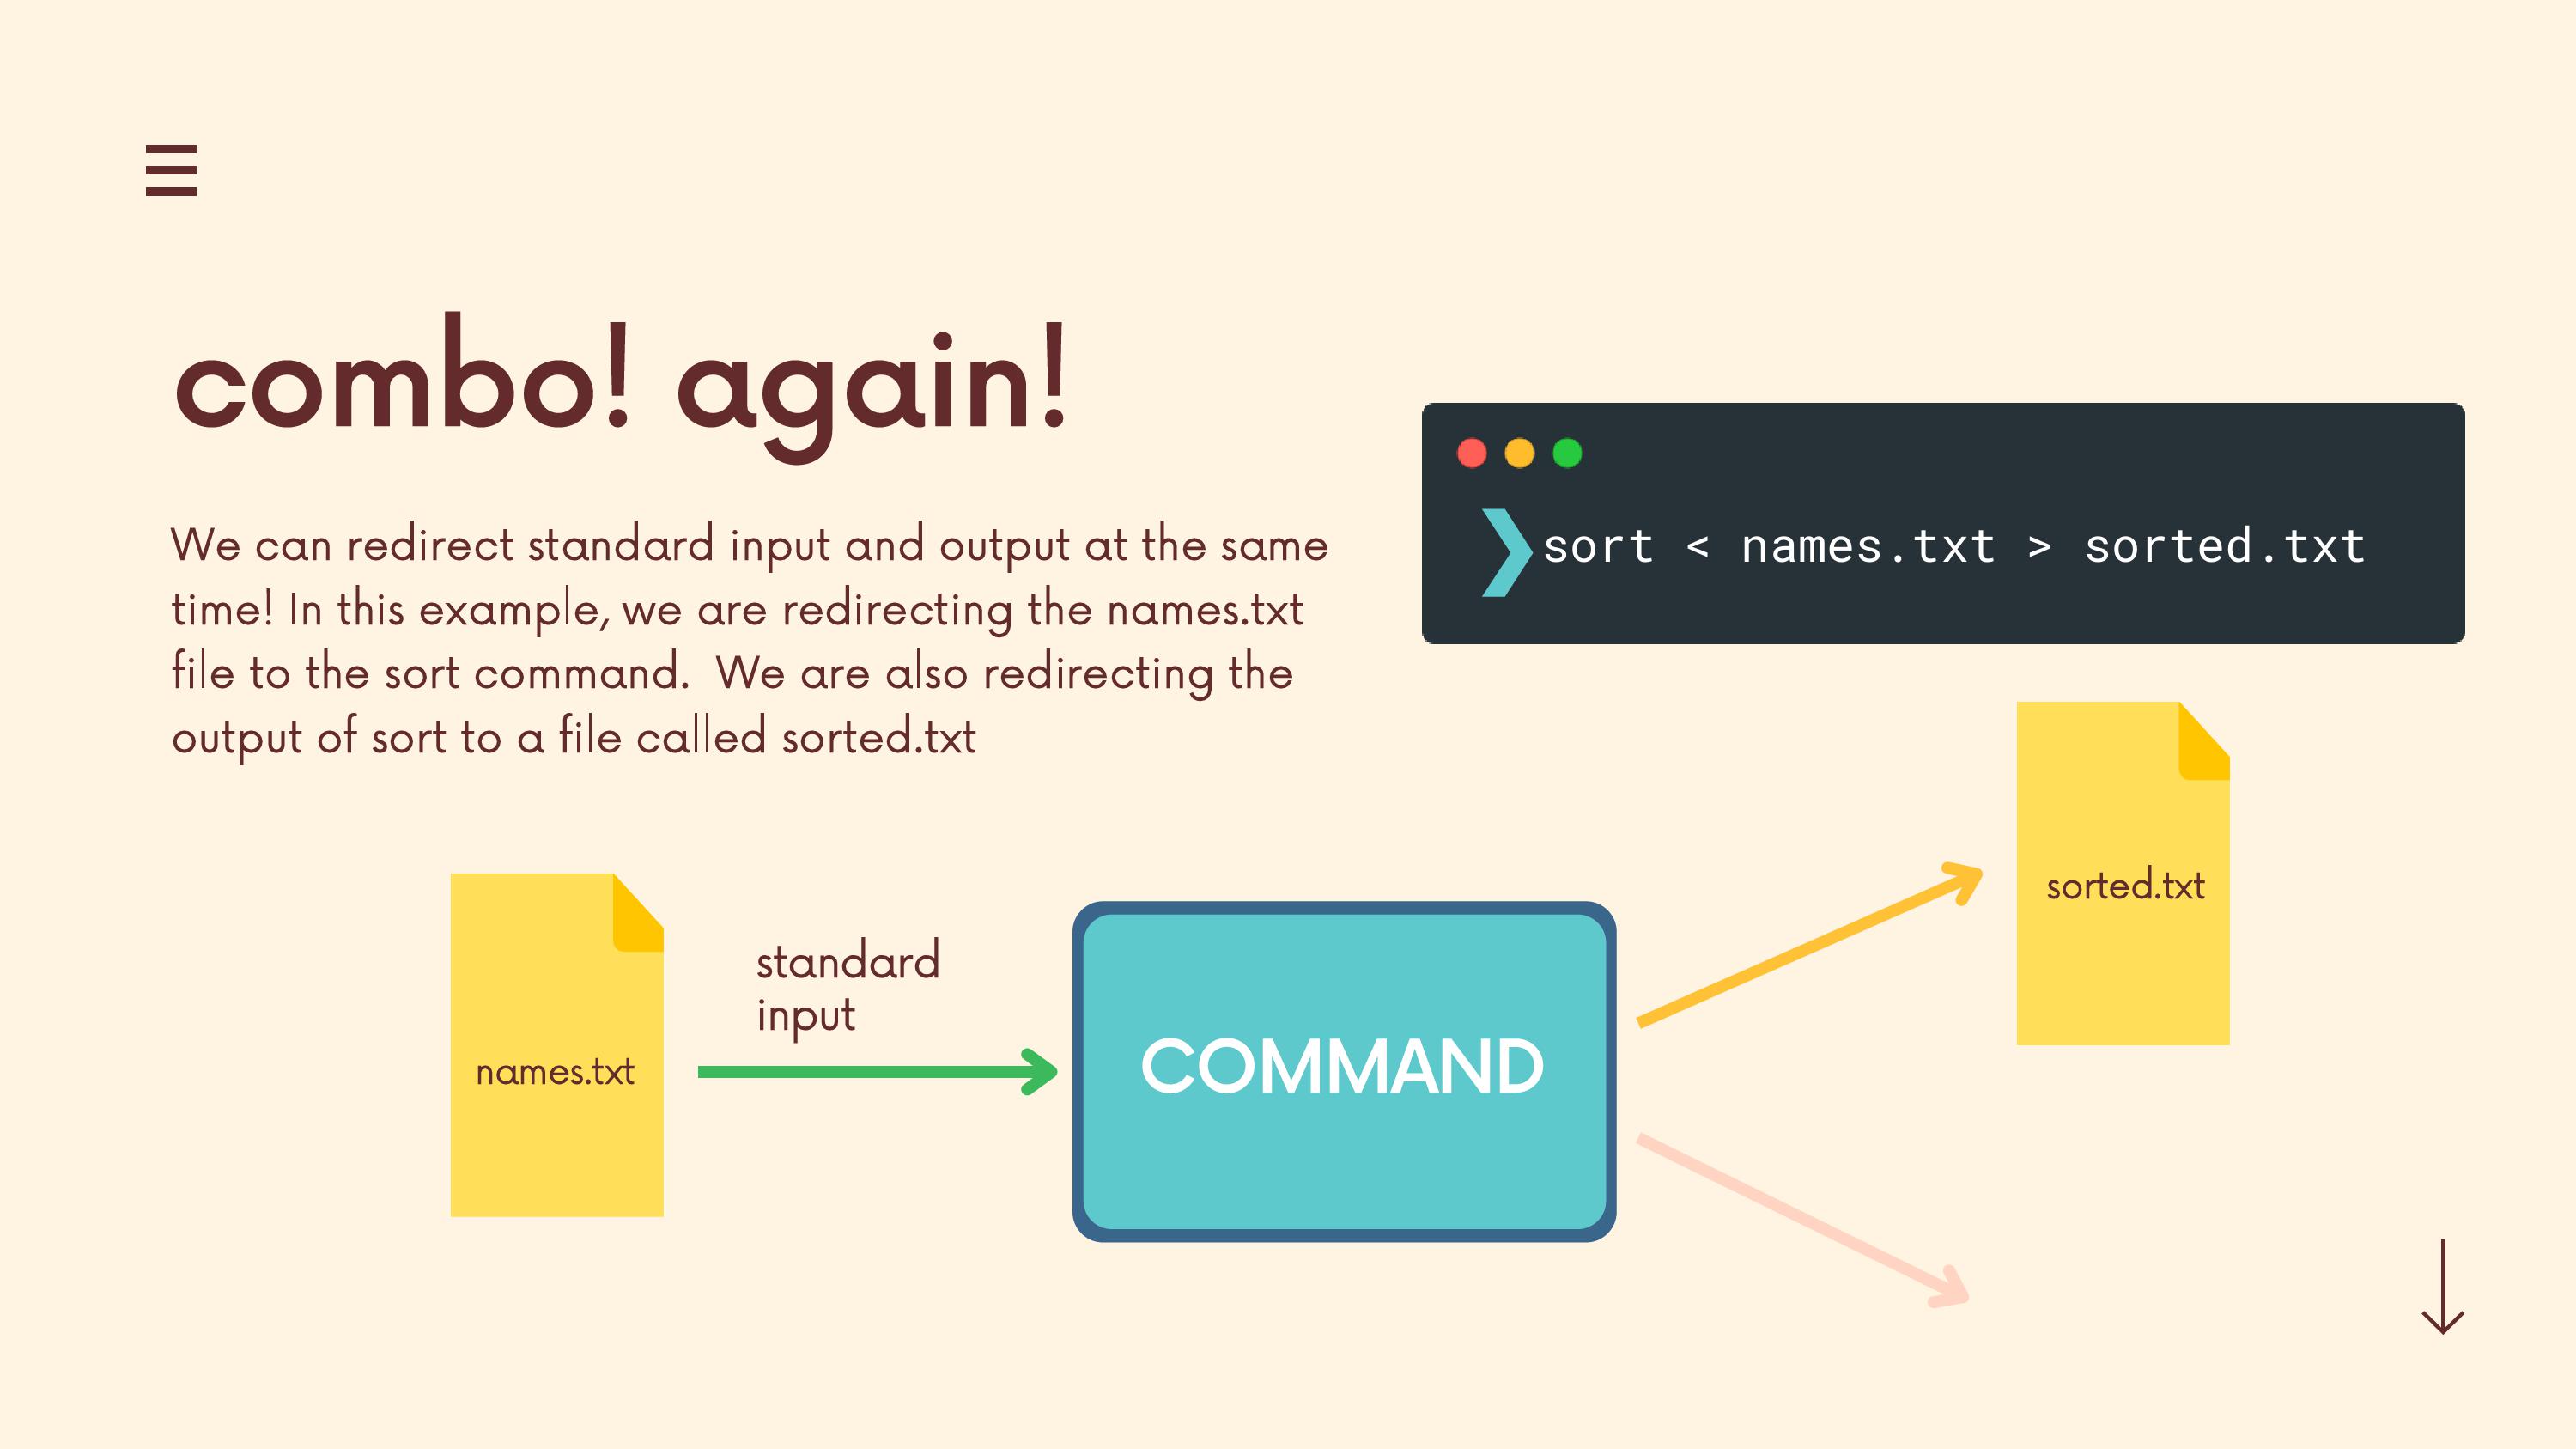 combo! again!
We can redirect standard input and output at the same
time! In this example, we are redirecting the names.txt
file to the sort command.  We are also redirecting the
output of sort to a file called sorted.txt
❯sort < names.txt > sorted.txt
names.txt
standard
input
COMMAND
sorted.txt